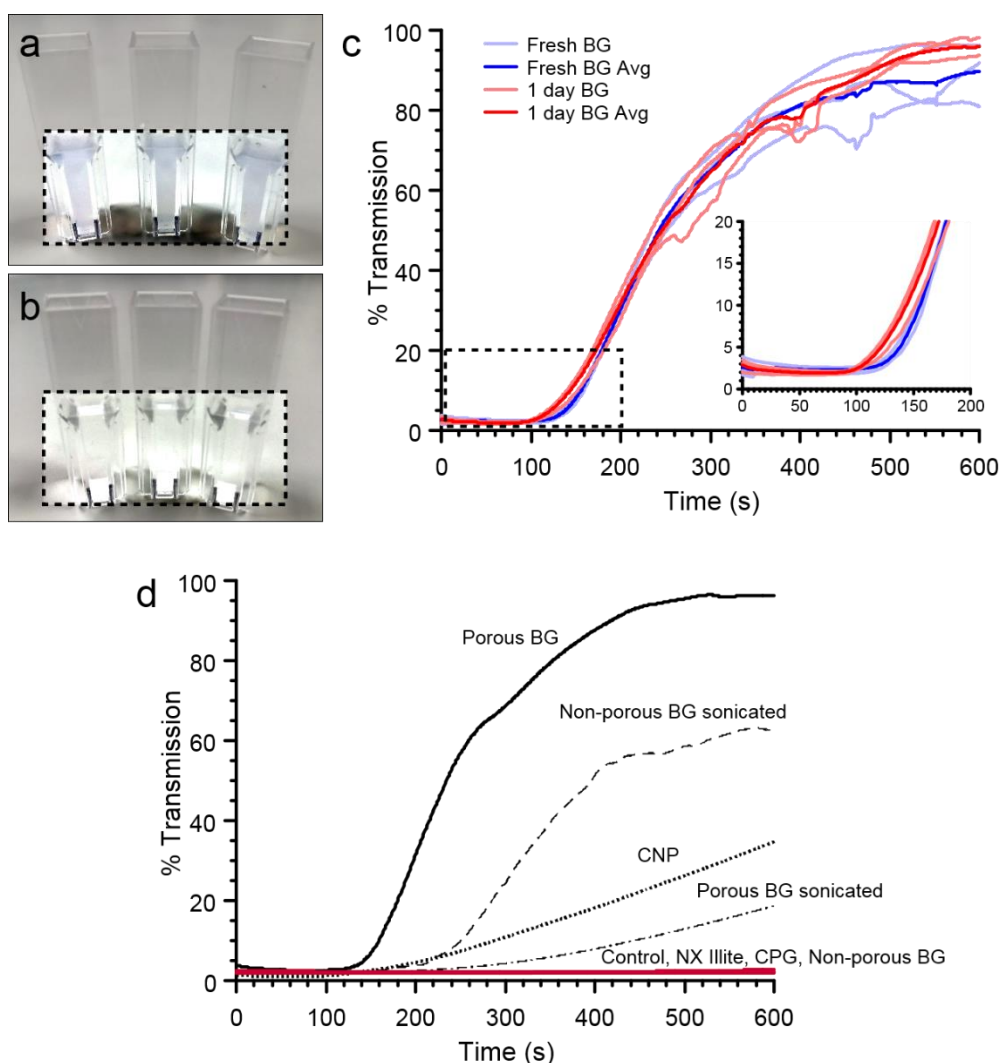 a
b
c
Fresh BG
Fresh BG Avg
1 day BG
1 day BG Avg
% Transmission
100
80
60
40
20
0
0
100
200
300
400
500
600
Time (s)
20
15
10
5
0
0
50
100
150
200
d
% Transmission
100
80
60
40
20
0
0
100
200
300
400
500
600
Time (s)
Porous BG
Non-porous BG sonicated
CNP
Porous BG sonicated
Control, NX Illite, CPG, Non-porous BG